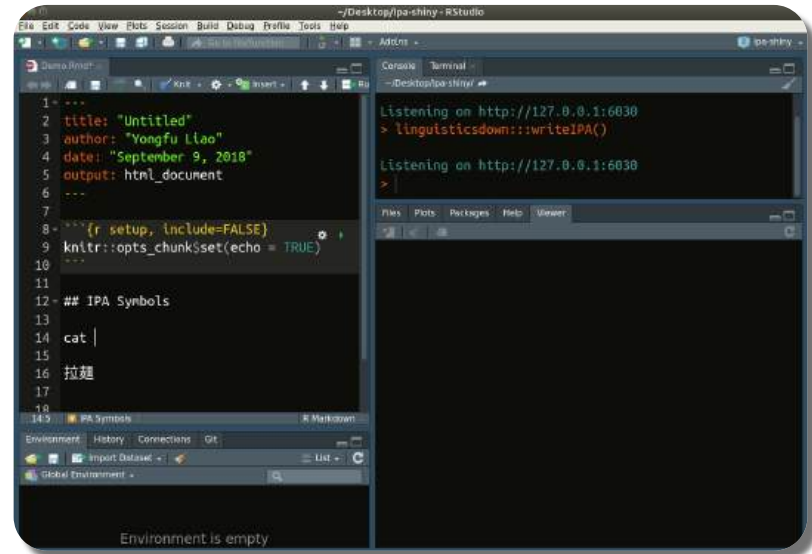 ~/Desktop/ipa-shiny - RStudio
File Edit Code View Plots Session Build Debug Profile Tools Help
Go to file/function
Addins
ipa-shiny
Demo.Rmd*
Knit
Insert
Ru
1 ---
2 title: "Untitled"
3 author: "Yongfu Liao"
4 date: "September 9, 2018"
5 output: html_document
6 ---
7
8 ```{r setup, include=FALSE}
9 knitr::opts_chunk$set(echo = TRUE)
10 ```
11
12 ## IPA Symbols
13
14 cat
15
16 拉麵
17
18
14:5 IPA Symbols R Markdown
Environment History Connections Git
Import Dataset List
Global Environment
Environment is empty
Console Terminal
~/Desktop/ipa-shiny/
Listening on http://127.0.0.1:6030
> linguisticsdown:::writeIPA()
Listening on http://127.0.0.1:6030
>
Files Plots Packages Help Viewer